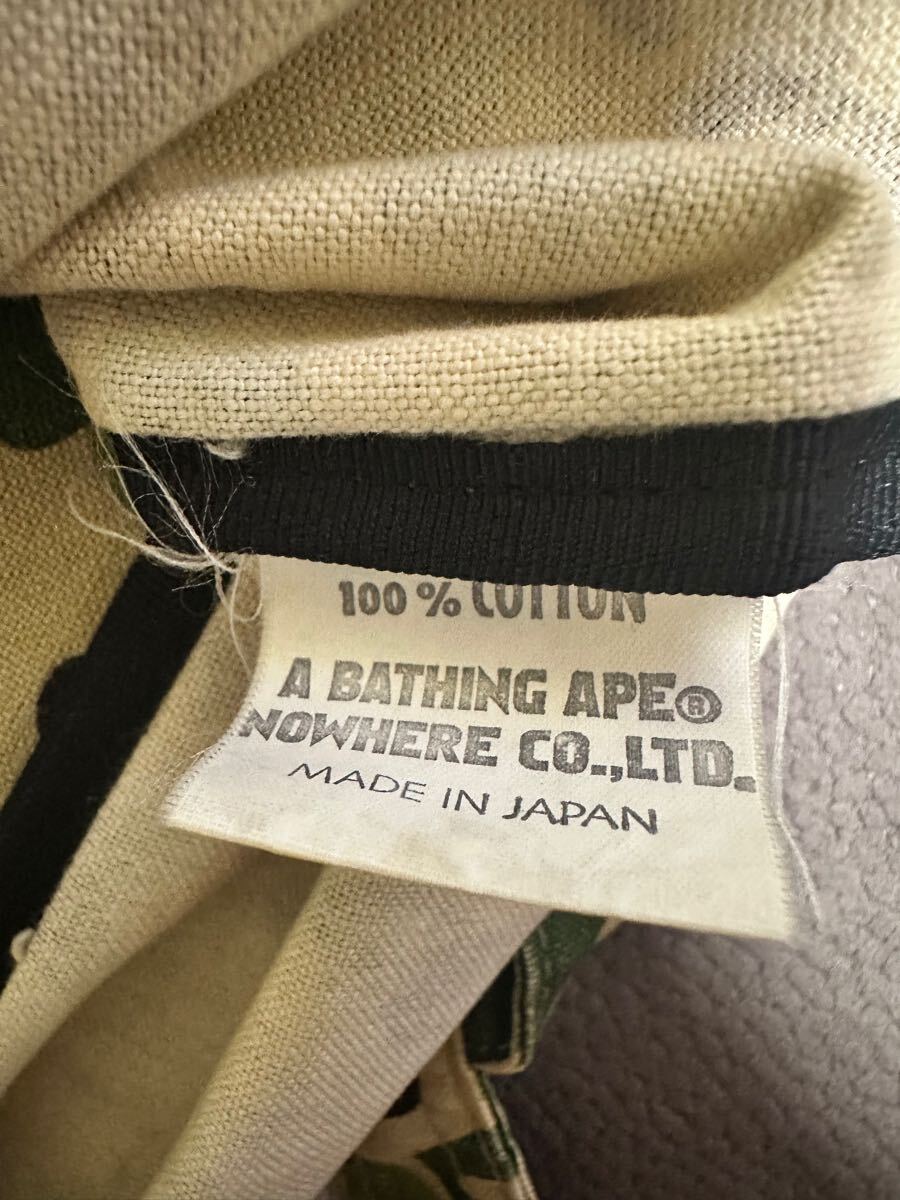 100% COTTON
A BATHING APE®
NOWHERE CO.,LTD.
MADE IN JAPAN